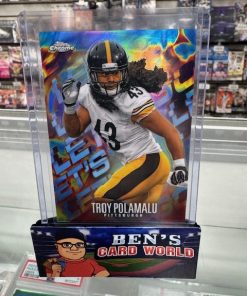 Topps
Chrome
43
LET'S
TROY POLAMALU
PITTSBURGH
BEN'S
CARD WORLD